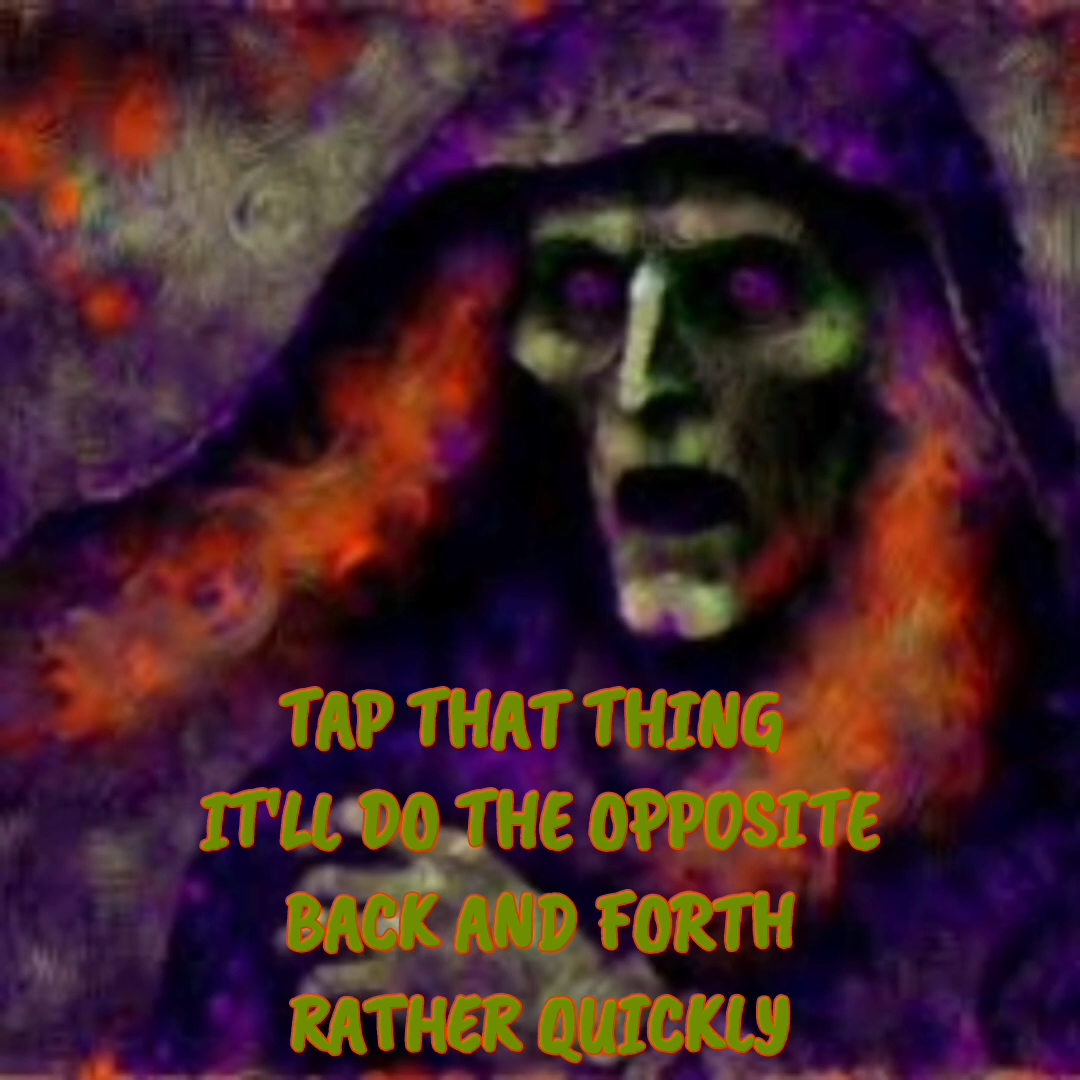 TAP THAT THING
IT'LL DO THE OPPOSITE
BACK AND FORTH
RATHER QUICKLY